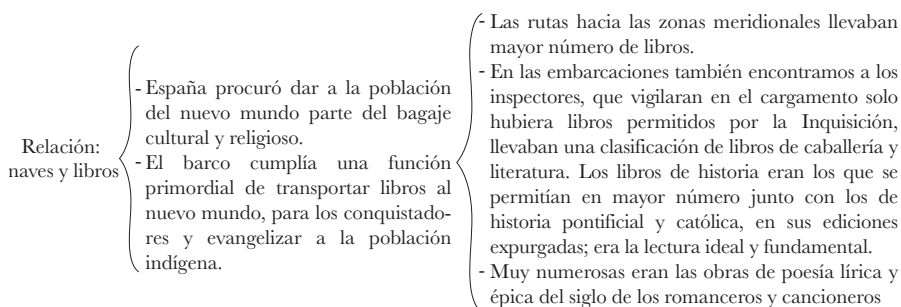 Relación:
naves y libros
- España procuró dar a la población
del nuevo mundo parte del bagaje
cultural y religioso.
- El barco cumplía una función
primordial de transportar libros al
nuevo mundo, para los conquistado-
res y evangelizar a la población
indígena.
- Las rutas hacia las zonas meridionales llevaban
mayor número de libros.
- En las embarcaciones también encontramos a los
inspectores, que vigilaran en el cargamento solo
hubiera libros permitidos por la Inquisición,
llevaban una clasificación de libros de caballería y
literatura. Los libros de historia eran los que se
permitían en mayor número junto con los de
historia pontificial y católica, en sus ediciones
expurgadas; era la lectura ideal y fundamental.
- Muy numerosas eran las obras de poesía lírica y
épica del siglo de los romanceros y cancioneros